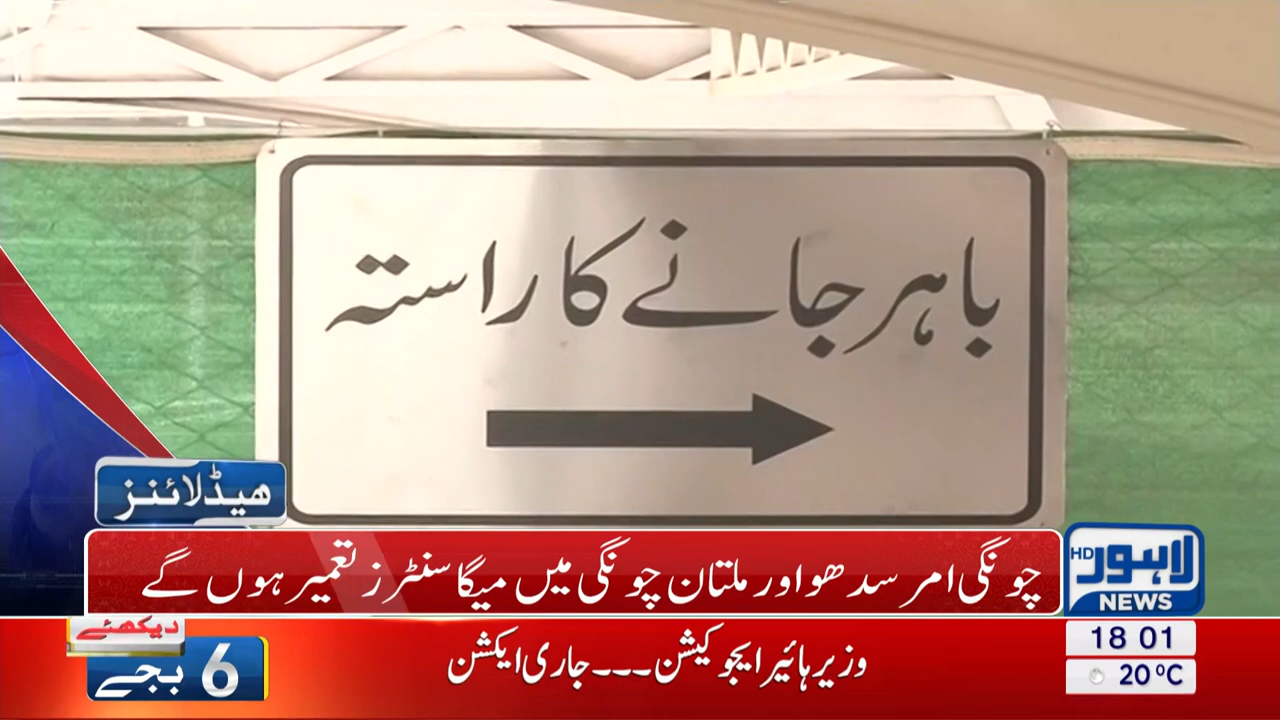 باہر جانے کا راستہ
ہیڈلائنز
چونگی امر سدھو اور ملتان چونگی میں میگا سنٹرز تعمیر ہوں گے
HD لاہور
NEWS
دیکھئے
6 بجے
وزیر ہائیر ایجوکیشن۔۔۔جاری ایکشن
18 01
20°C